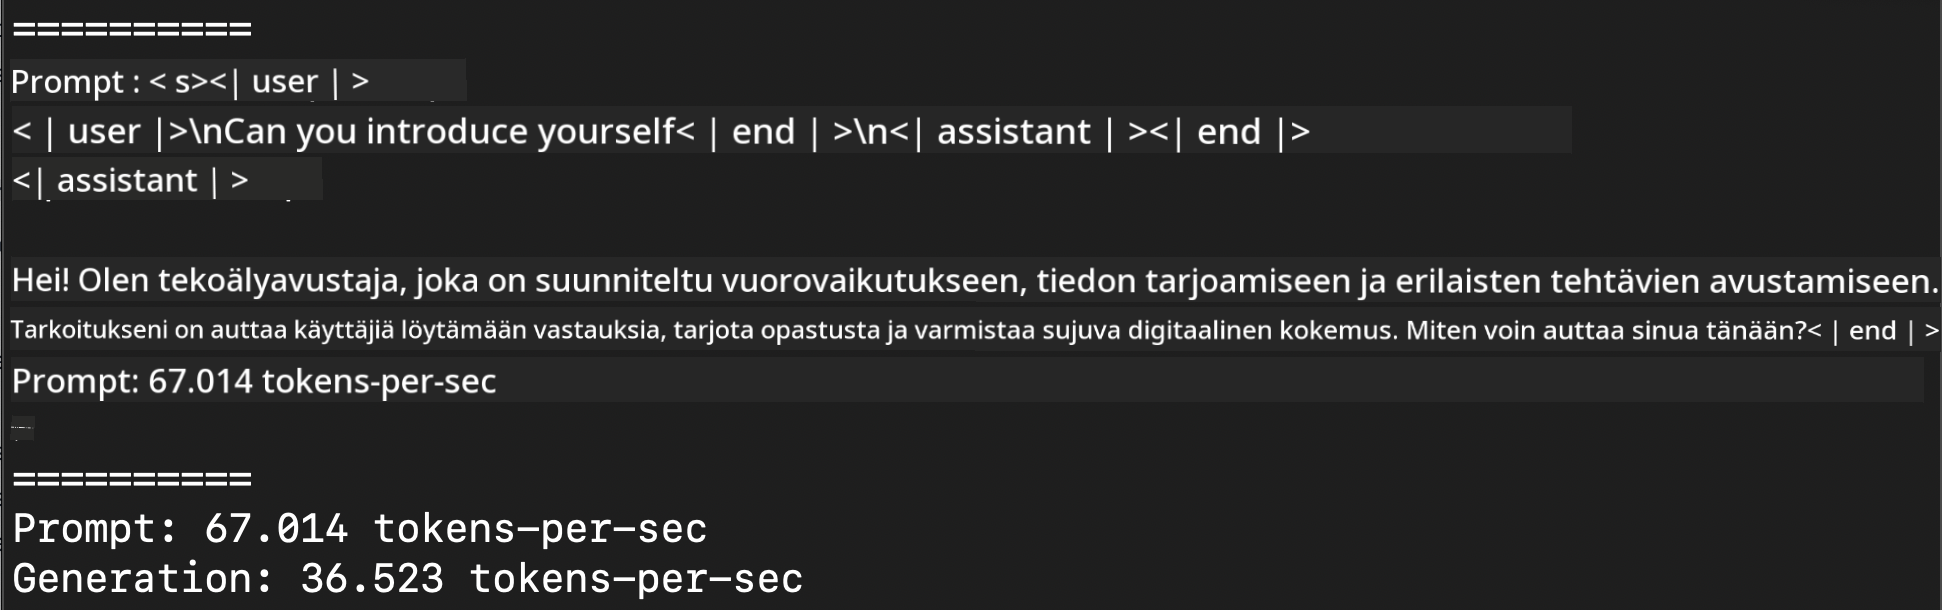 ==========
Prompt : < s><| user | >
< | user |>\nCan you introduce yourself< | end | >\n<| assistant | ><| end |>
<| assistant | >
Hei! Olen tekoälyavustaja, joka on suunniteltu vuorovaikutukseen, tiedon tarjoamiseen ja erilaisten tehtävien avustamiseen.
Tarkoitukseni on auttaa käyttäjiä löytämään vastauksia, tarjota opastusta ja varmistaa sujuva digitaalinen kokemus. Miten voin auttaa sinua tänään?< | end | >
Prompt: 67.014 tokens-per-sec
==========
Prompt: 67.014 tokens-per-sec
Generation: 36.523 tokens-per-sec